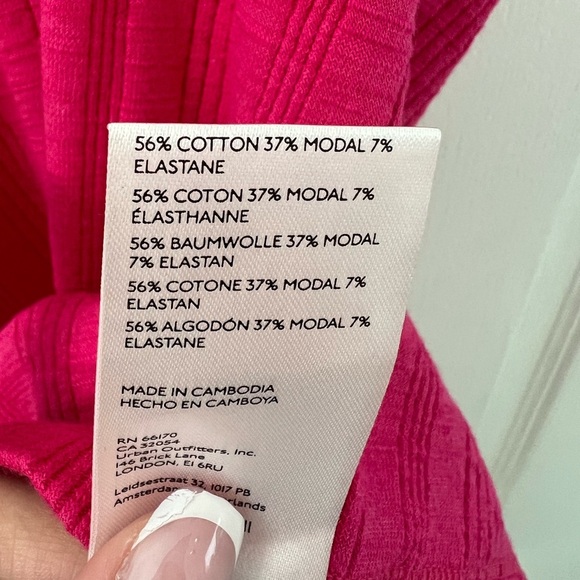 56% COTTON 37% MODAL 7%
ELASTANE
56% COTON 37% MODAL 7%
ÉLASTHANNE
56% BAUMWOLLE 37% MODAL
7% ELASTAN
56% COTONE 37% MODAL 7%
ELASTAN
56% ALGODÓN 37% MODAL 7%
ELASTANE
MADE IN CAMBODIA
HECHO EN CAMBOYA
RN 66170
CA 32054
Urban Outfitters, Inc.
146 Brick Lane
LONDON, E1 6RU
Leidsestraat 32, 1017 PB